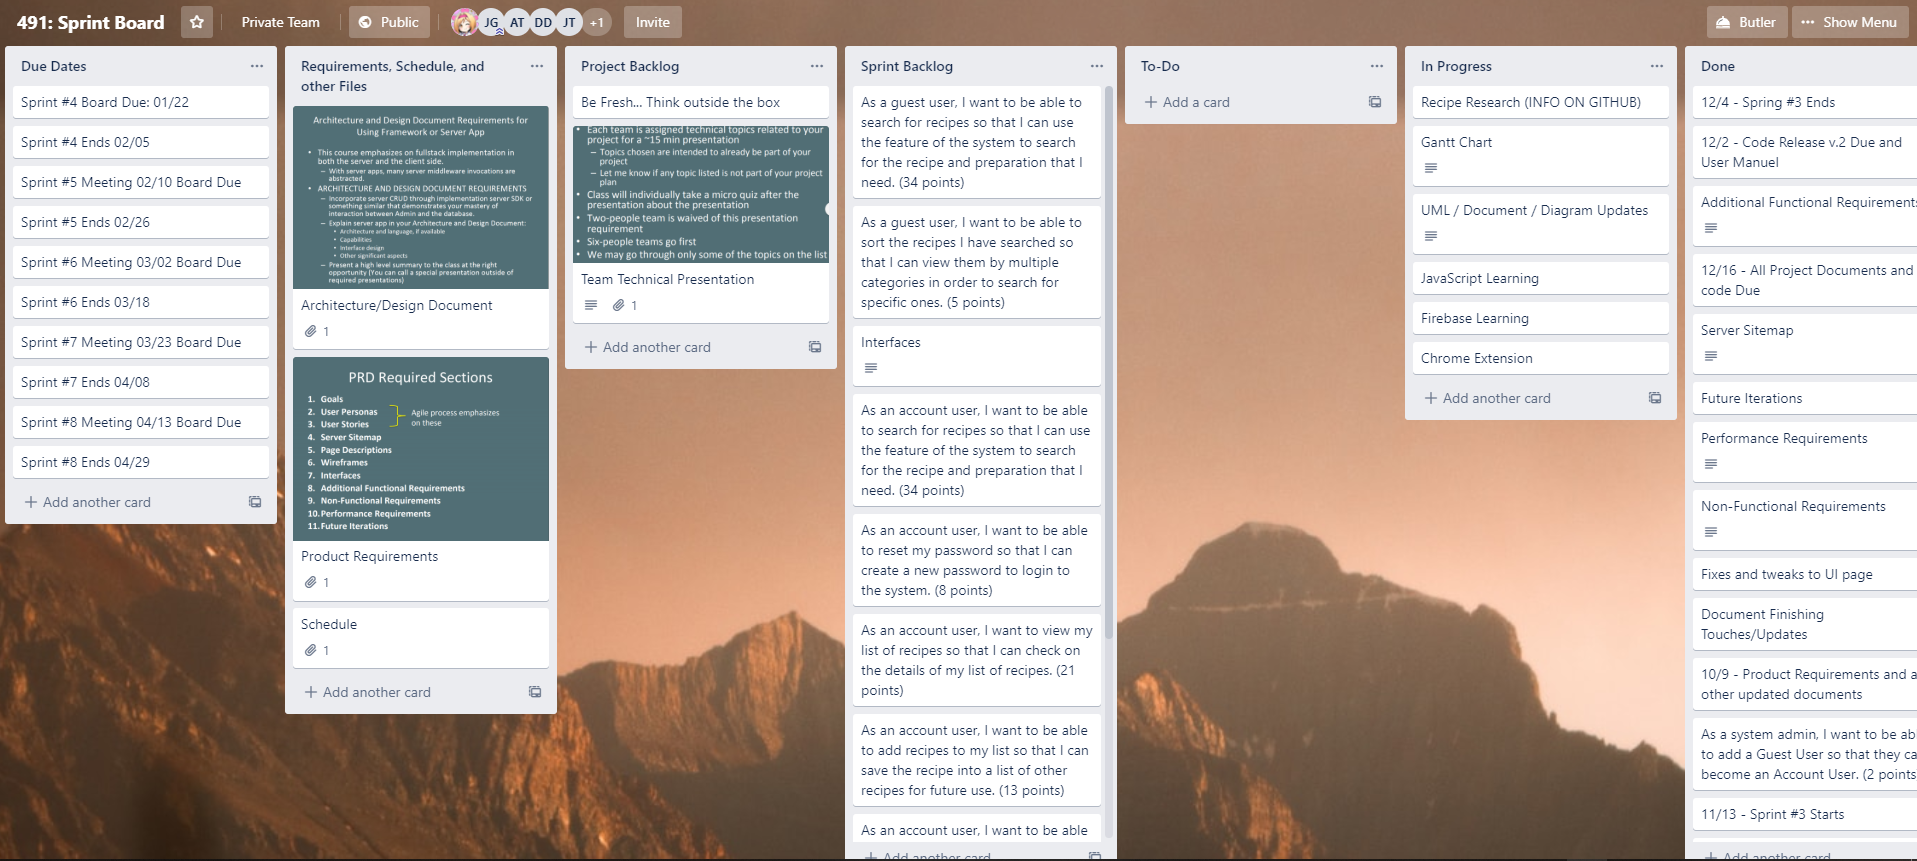 491: Sprint Board
Private Team
Public
JG
AT
DD
JT
+1
Invite
Butler
Show Menu
Due Dates
Sprint #4 Board Due: 01/22
Sprint #4 Ends 02/05
Sprint #5 Meeting 02/10 Board Due
Sprint #5 Ends 02/26
Sprint #6 Meeting 03/02 Board Due
Sprint #6 Ends 03/18
Sprint #7 Meeting 03/23 Board Due
Sprint #7 Ends 04/08
Sprint #8 Meeting 04/13 Board Due
Sprint #8 Ends 04/29
Add another card
Requirements, Schedule, and
other Files
Architecture and Design Document Requirements for
Using Framework or Server App
• This course emphasizes on fullstack implementation in
both the server and the client side.
– With server apps, many server middleware invocations are
abstracted.
• ARCHITECTURE AND DESIGN DOCUMENT REQUIREMENTS
– Incorporate server CRUD through implementation server SDK or
something similar that demonstrates your mastery of
interaction between Admin and the database.
– Explain server app in your Architecture and Design Document:
• Architecture and language, if available
• Capabilities
• Interface design
• Other significant aspects
– Present a high level summary to the class at the right
opportunity (You can call a special presentation outside of
required presentations)
Architecture/Design Document
1
PRD Required Sections
1. Goals
2. User Personas
3. User Stories
Agile process emphasizes
on these
4. Server Sitemap
5. Page Descriptions
6. Wireframes
7. Interfaces
8. Additional Functional Requirements
9. Non-Functional Requirements
10. Performance Requirements
11. Future Iterations
Product Requirements
1
Schedule
1
Add another card
Project Backlog
Be Fresh... Think outside the box
• Each team is assigned technical topics related to your
project for a ~15 min presentation
– Topics chosen are intended to already be part of your
project
– Let me know if any topic listed is not part of your project
plan
• Class will individually take a micro quiz after the
presentation about the presentation
• Two-people team is waived of this presentation
requirement
• Six-people teams go first
• We may go through only some of the topics on the list
Team Technical Presentation
1
Add another card
Sprint Backlog
As a guest user, I want to be able to
search for recipes so that I can use
the feature of the system to search
for the recipe and preparation that I
need. (34 points)
As a guest user, I want to be able to
sort the recipes I have searched so
that I can view them by multiple
categories in order to search for
specific ones. (5 points)
Interfaces
As an account user, I want to be able
to search for recipes so that I can use
the feature of the system to search
for the recipe and preparation that I
need. (34 points)
As an account user, I want to be able
to reset my password so that I can
create a new password to login to
the system. (8 points)
As an account user, I want to view my
list of recipes so that I can check on
the details of my list of recipes. (21
points)
As an account user, I want to be able
to add recipes to my list so that I can
save the recipe into a list of other
recipes for future use. (13 points)
As an account user, I want to be able
Add another card
To-Do
Add a card
In Progress
Recipe Research (INFO ON GITHUB)
Gantt Chart
UML / Document / Diagram Updates
JavaScript Learning
Firebase Learning
Chrome Extension
Add another card
Done
12/4 - Spring #3 Ends
12/2 - Code Release v.2 Due and
User Manuel
Additional Functional Requirements
12/16 - All Project Documents and
code Due
Server Sitemap
Future Iterations
Performance Requirements
Non-Functional Requirements
Fixes and tweaks to UI page
Document Finishing
Touches/Updates
10/9 - Product Requirements and a
other updated documents
As a system admin, I want to be ab
to add a Guest User so that they ca
become an Account User. (2 points
11/13 - Sprint #3 Starts
Add another card